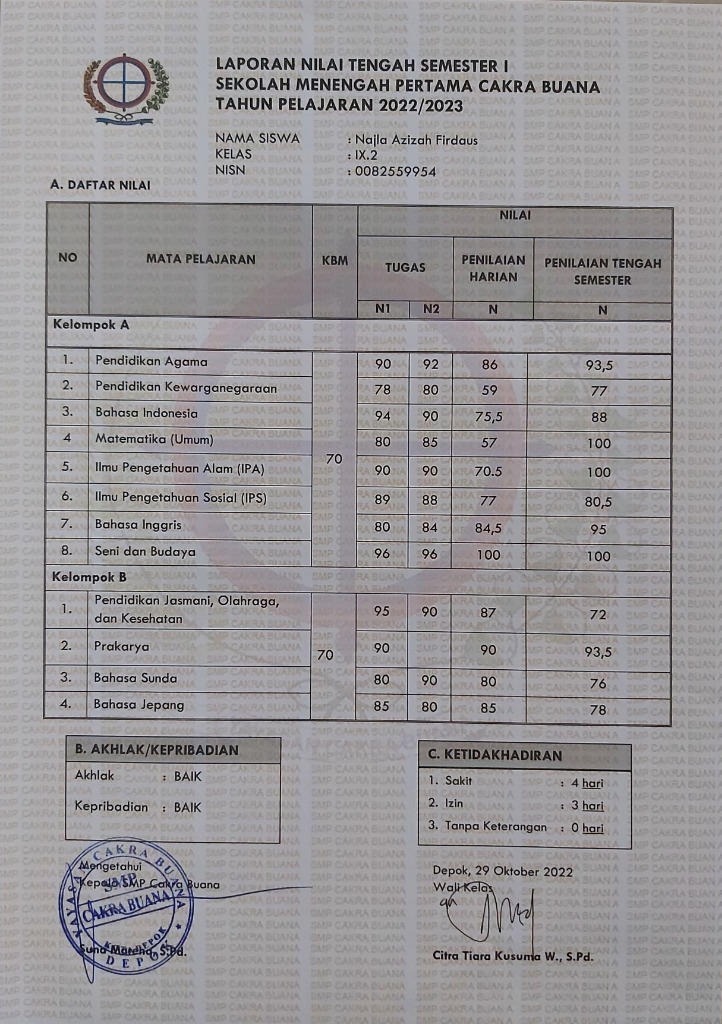 LAPORAN NILAI TENGAH SEMESTER I
SEKOLAH MENENGAH PERTAMA CAKRA BUANA
TAHUN PELAJARAN 2022/2023
NAMA SISWA : Najla Azizah Firdaus
KELAS : IX.2
NISN : 0082559954
A. DAFTAR NILAI
NO MATA PELAJARAN KBM NILAI
TUGAS PENILAIAN HARIAN PENILAIAN TENGAH SEMESTER
N1 N2 N N
Kelompok A
1. Pendidikan Agama 90 92 86 93,5
2. Pendidikan Kewarganegaraan 78 80 59 77
3. Bahasa Indonesia 94 90 75,5 88
4 Matematika (Umum) 80 85 57 100
70
5. Ilmu Pengetahuan Alam (IPA) 90 90 70.5 100
6. Ilmu Pengetahuan Sosial (IPS) 89 88 77 80,5
7. Bahasa Inggris 80 84 84,5 95
8. Seni dan Budaya 96 96 100 100
Kelompok B
1. Pendidikan Jasmani, Olahraga,
dan Kesehatan 95 90 87 72
2. Prakarya 70 90 90 93,5
3. Bahasa Sunda 80 90 80 76
4. Bahasa Jepang 85 80 85 78
B. AKHLAK/KEPRIBADIAN
Akhlak : BAIK
Kepribadian : BAIK
C. KETIDAKHADIRAN
1. Sakit : 4 hari
2. Izin : 3 hari
3. Tanpa Keterangan : 0 hari
Mengetahui
Kepala SMP Cakra Buana
YAYASAN CAKRA BUANA
SMP
CAKRA BUANA
KOTA DEPOK
DEPOK
S.Pd.
Depok, 29 Oktober 2022
Wali Kelas
Citra Tiara Kusuma W., S.Pd.